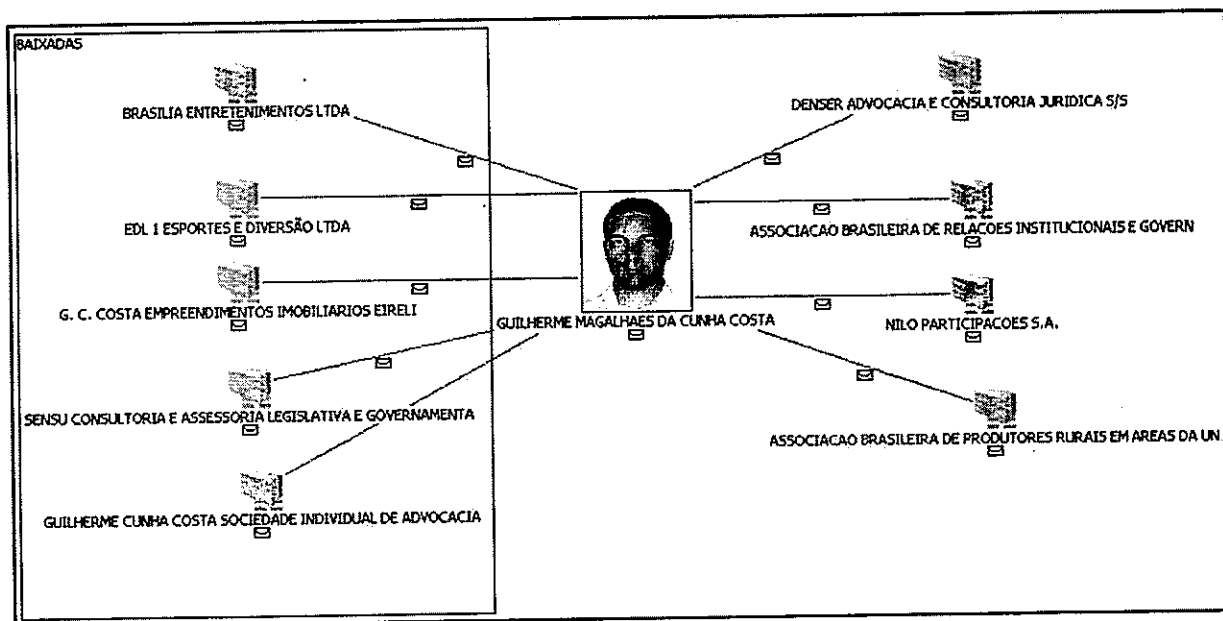 BAIXADAS
BRASILIA ENTRETENIMENTOS LTDA
EDL 1 ESPORTES E DIVERSÃO LTDA
G. C. COSTA EMPREENDIMENTOS IMOBILIARIOS EIRELI
SENSU CONSULTORIA E ASSESSORIA LEGISLATIVA E GOVERNAMENTA
GUILHERME CUNHA COSTA SOCIEDADE INDIVIDUAL DE ADVOCACIA
GUILHERME MAGALHAES DA CUNHA COSTA
DENSER ADVOCACIA E CONSULTORIA JURIDICA S/S
ASSOCIACAO BRASILEIRA DE RELACOES INSTITUCIONAIS E GOVERN
NILO PARTICIPACOES S.A.
ASSOCIACAO BRASILEIRA DE PRODUTORES RURAIS EM AREAS DA UN